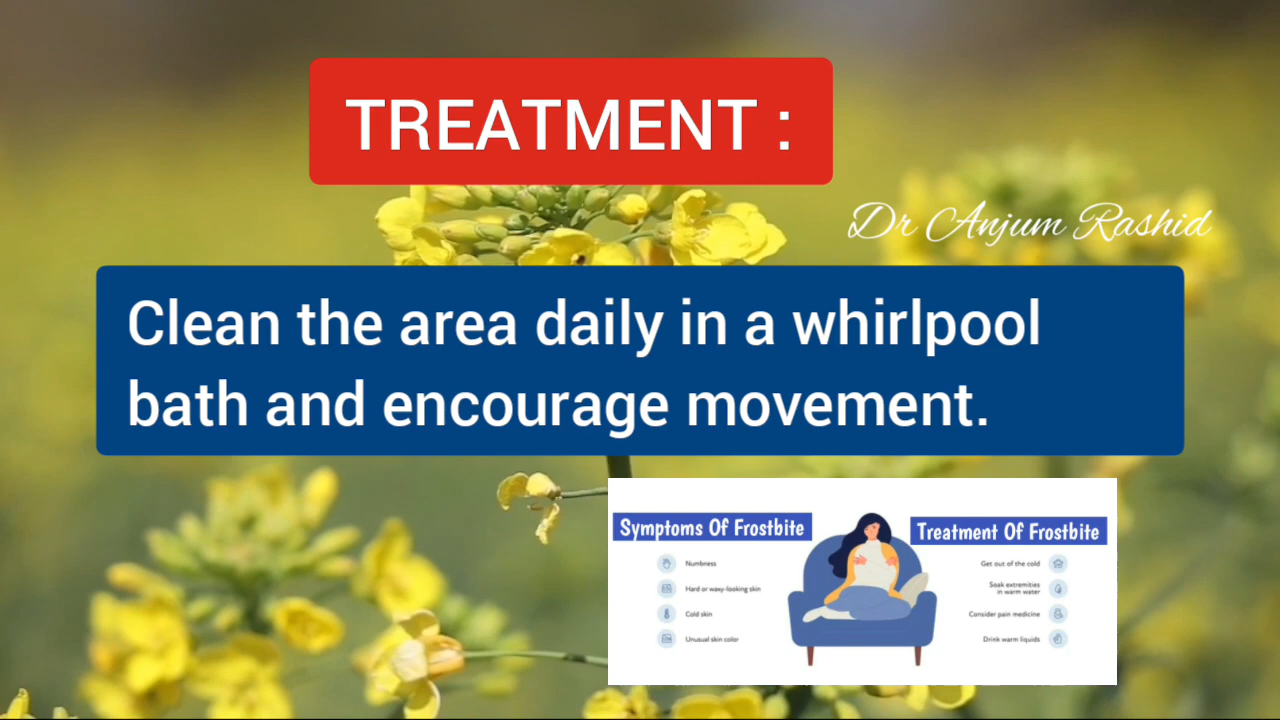 TREATMENT :
Dr Anjum Rashid
Clean the area daily in a whirlpool
bath and encourage movement.
Symptoms Of Frostbite
Numbness
Hard or waxy-looking skin
Cold skin
Unusual skin color
Treatment Of Frostbite
Get out of the cold
Soak extremities
in warm water
Consider pain medicine
Drink warm liquids